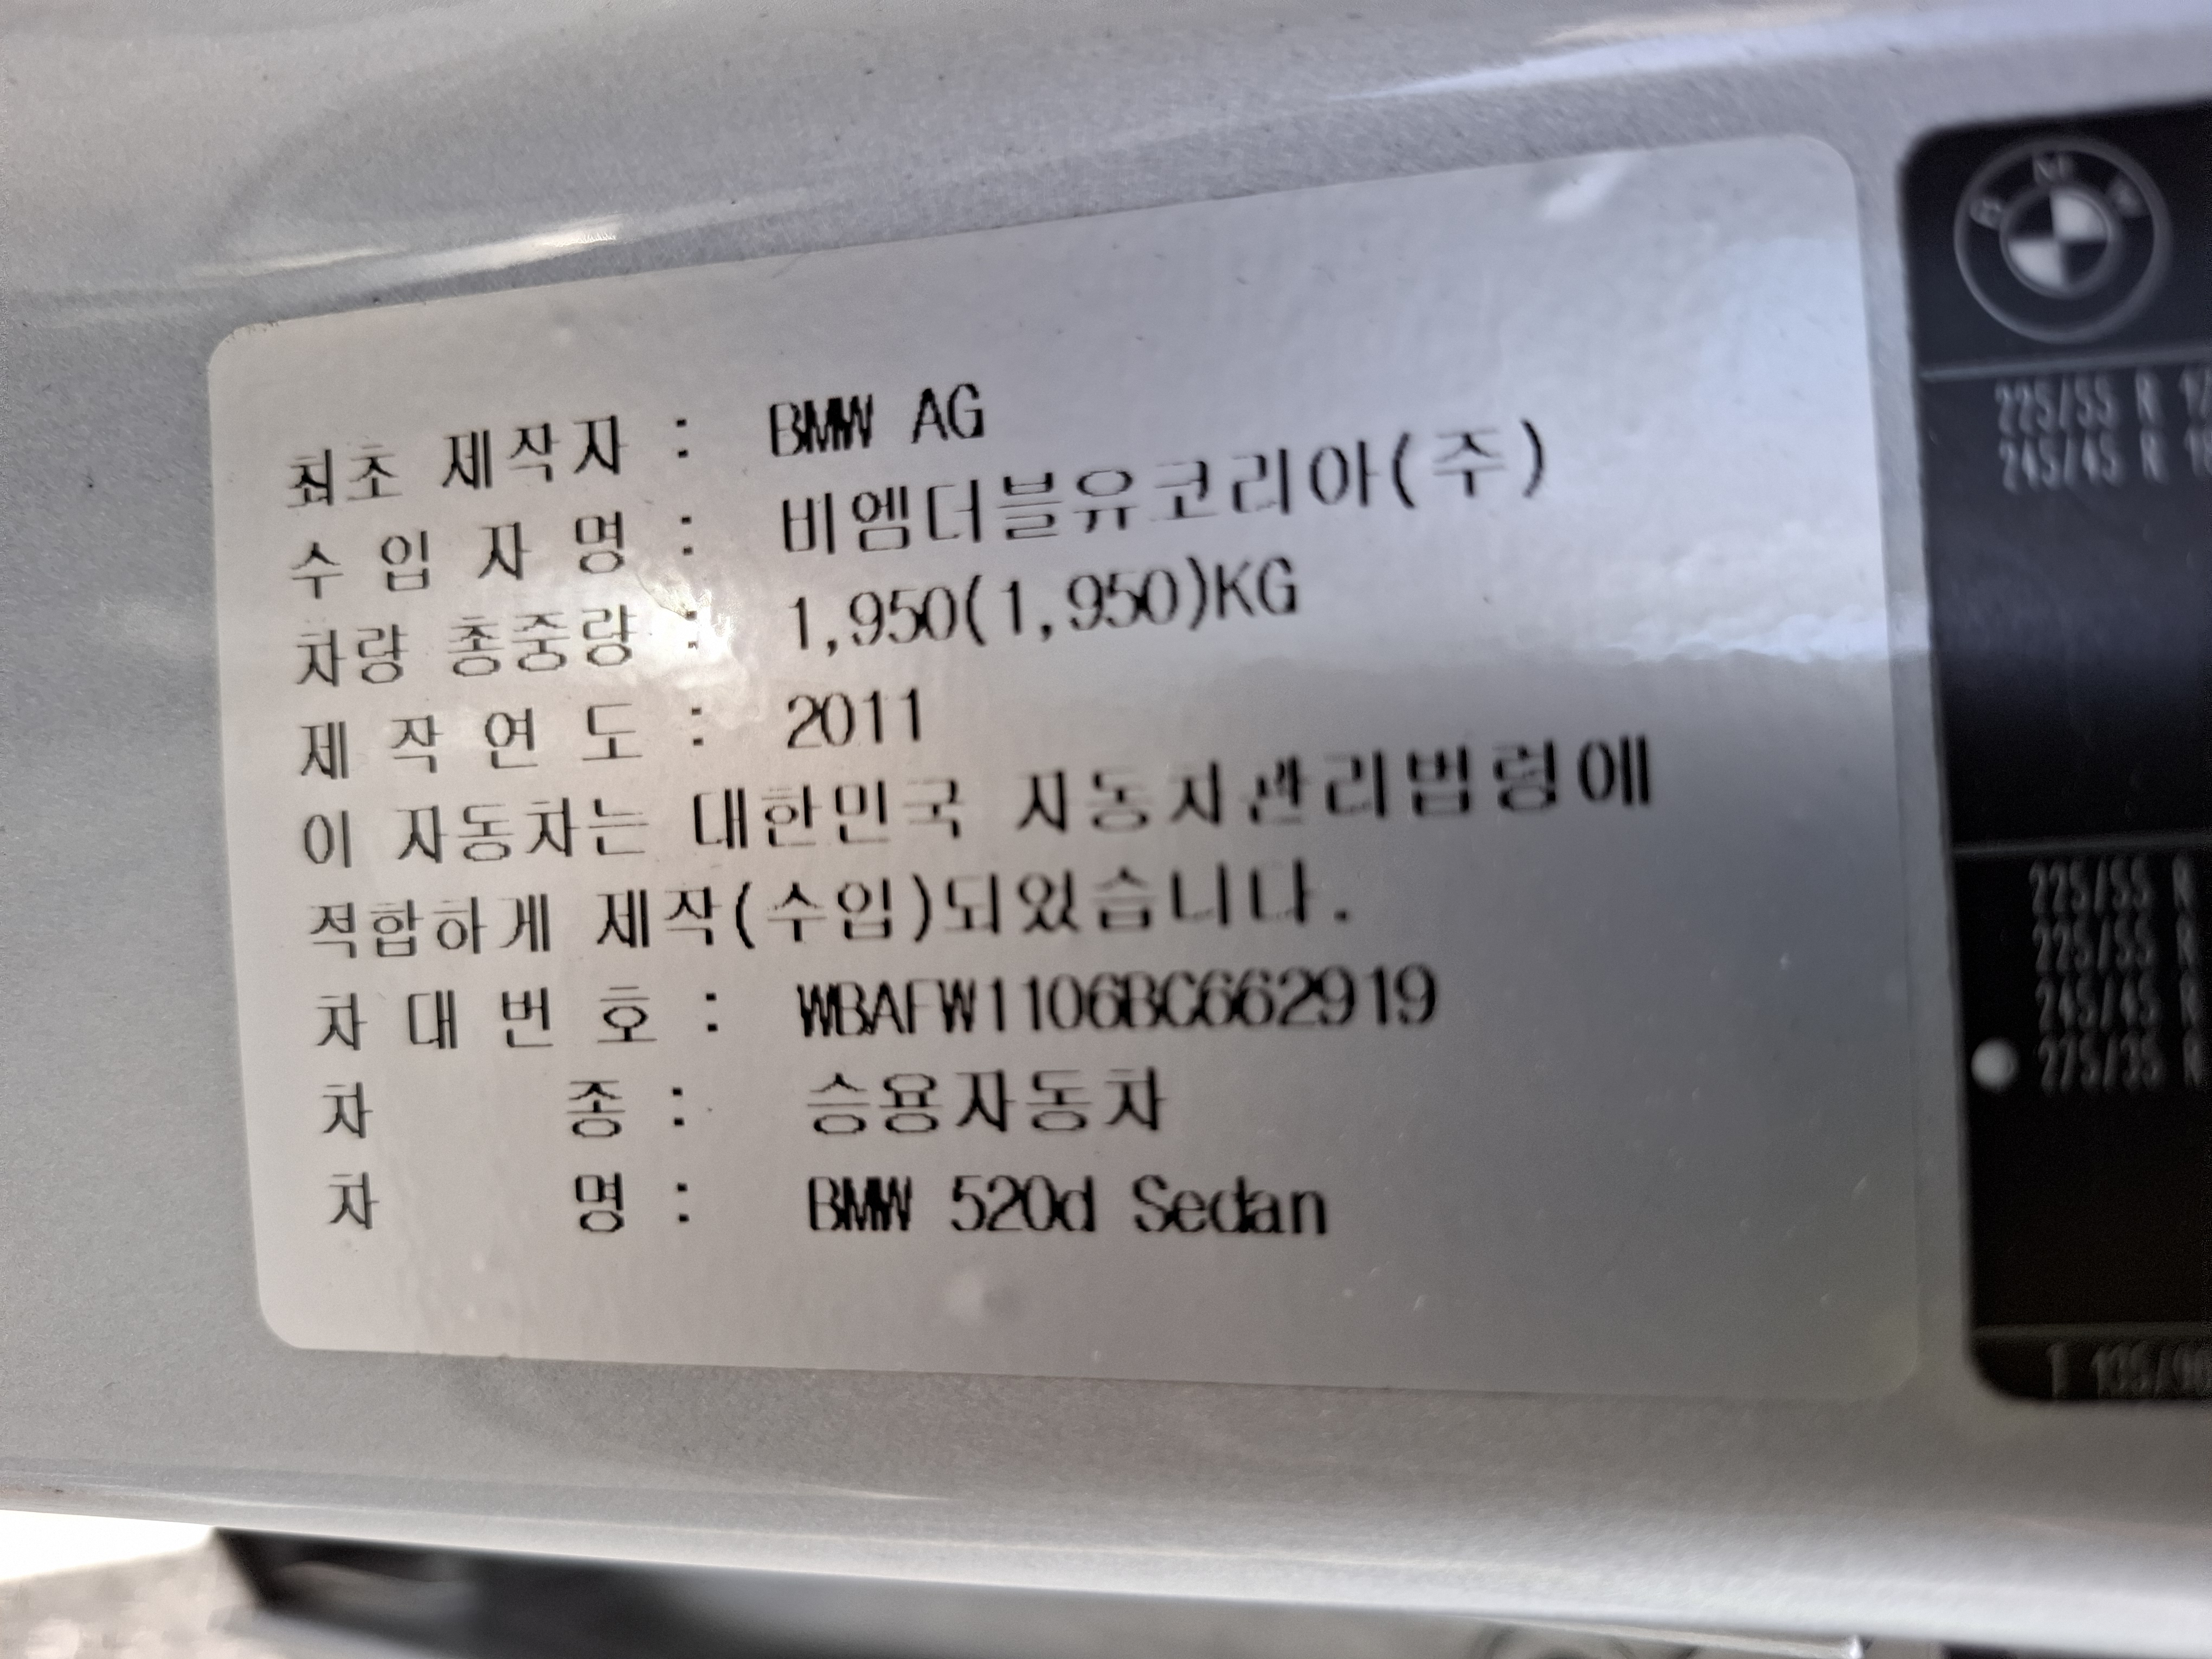 최초 제작자 : BMW AG
수 입 자 명 : 비엠더블유코리아(주)
차량 총중량 : 1,950(1,950)KG
제 작 연 도 : 2011
이 자동차는 대한민국 자동차관리법령에
적합하게 제작(수입)되었습니다.
차 대 번 호 : WBAFW1106BC662919
차 종 : 승용자동차
차 명 : BMW 520d Sedan
BMW
225/55 R
245/45 R
225/55 R
225/55 R
245/45 R
275/35 R
T